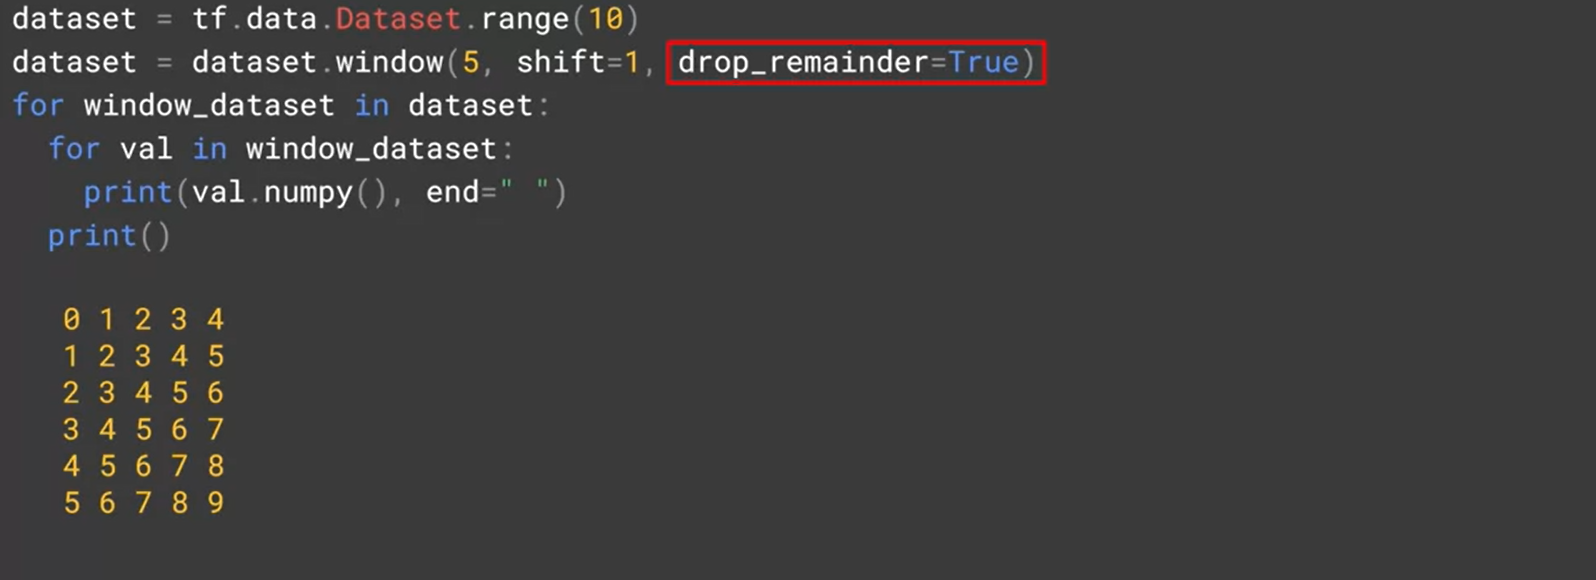 dataset = tf.data.Dataset.range(10)
dataset = dataset.window(5, shift=1, drop_remainder=True)
for window_dataset in dataset:
  for val in window_dataset:
    print(val.numpy(), end=" ")
  print()
0 1 2 3 4
1 2 3 4 5
2 3 4 5 6
3 4 5 6 7
4 5 6 7 8
5 6 7 8 9